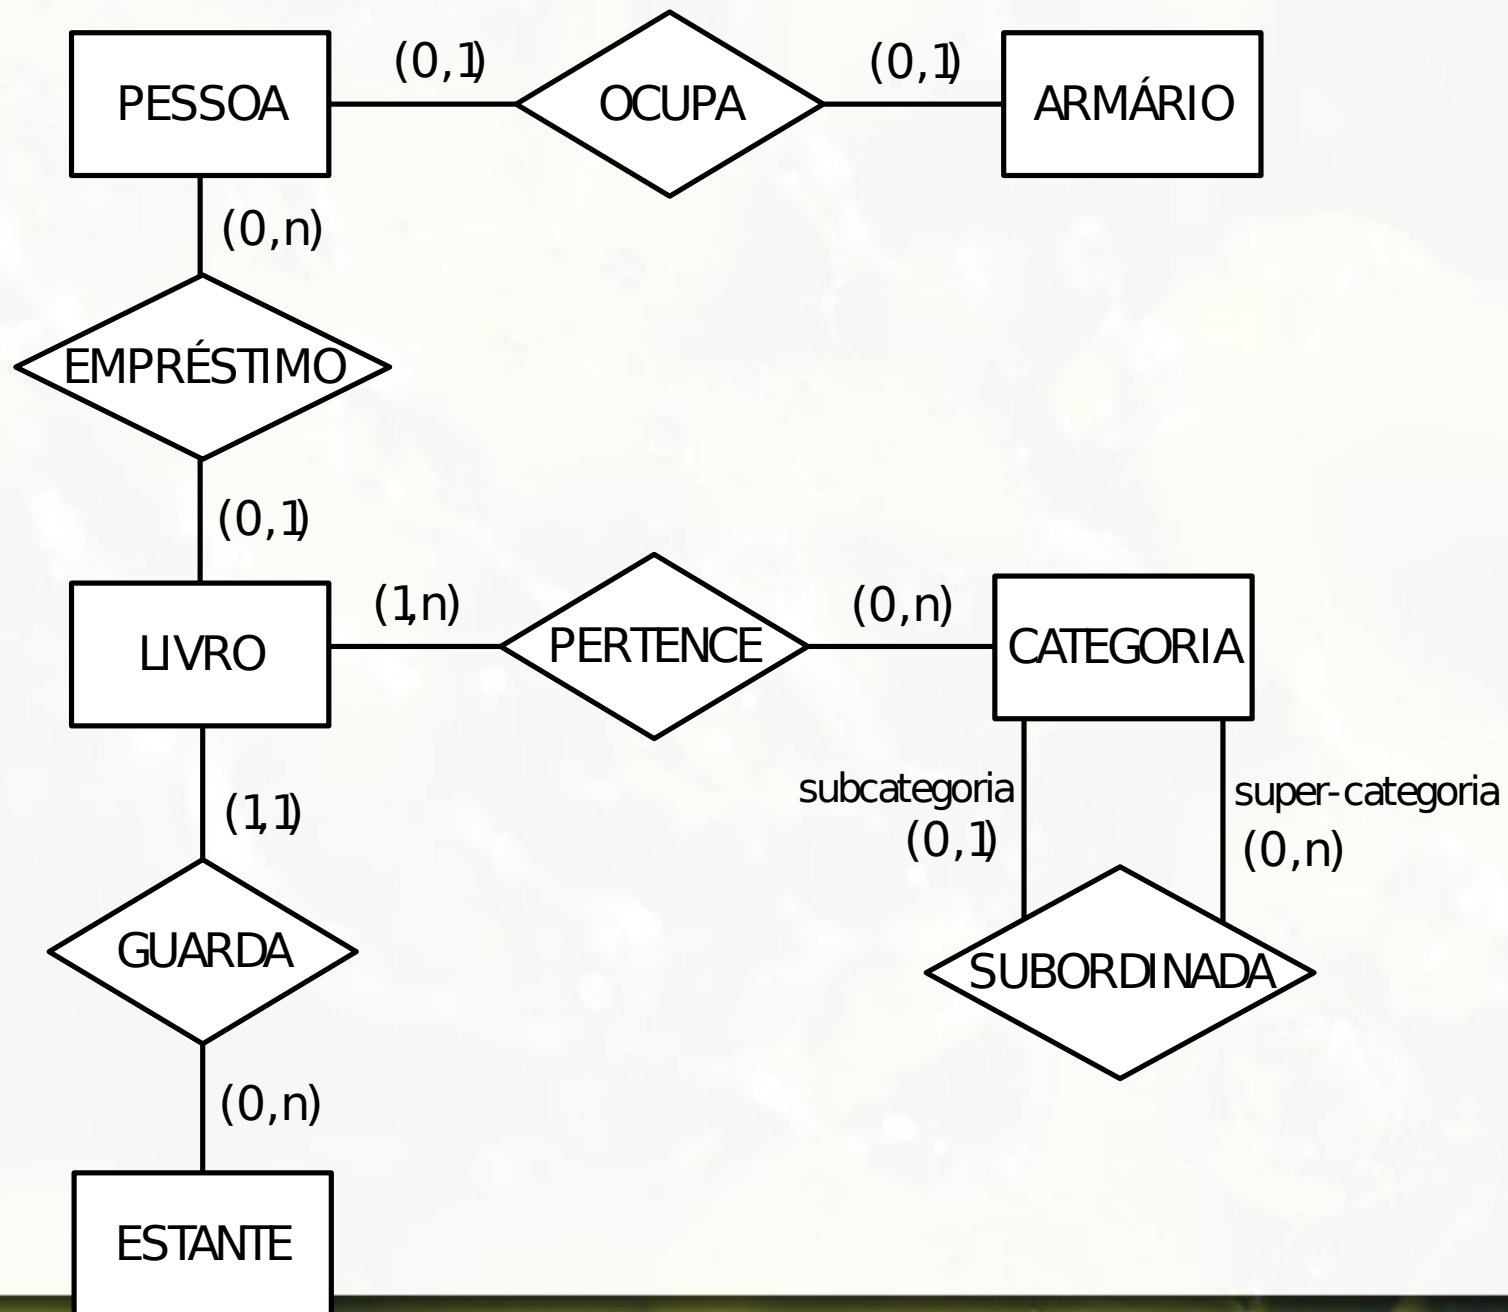 PESSOA
(0,1)
OCUPA
(0,1)
ARMÁRIO
(0,n)
EMPRÉSTIMO
(0,1)
LIVRO
(1,n)
PERTENCE
(0,n)
CATEGORIA
subcategoria
(0,1)
super-categoria
(0,n)
SUBORDINADA
(1,1)
GUARDA
(0,n)
ESTANTE